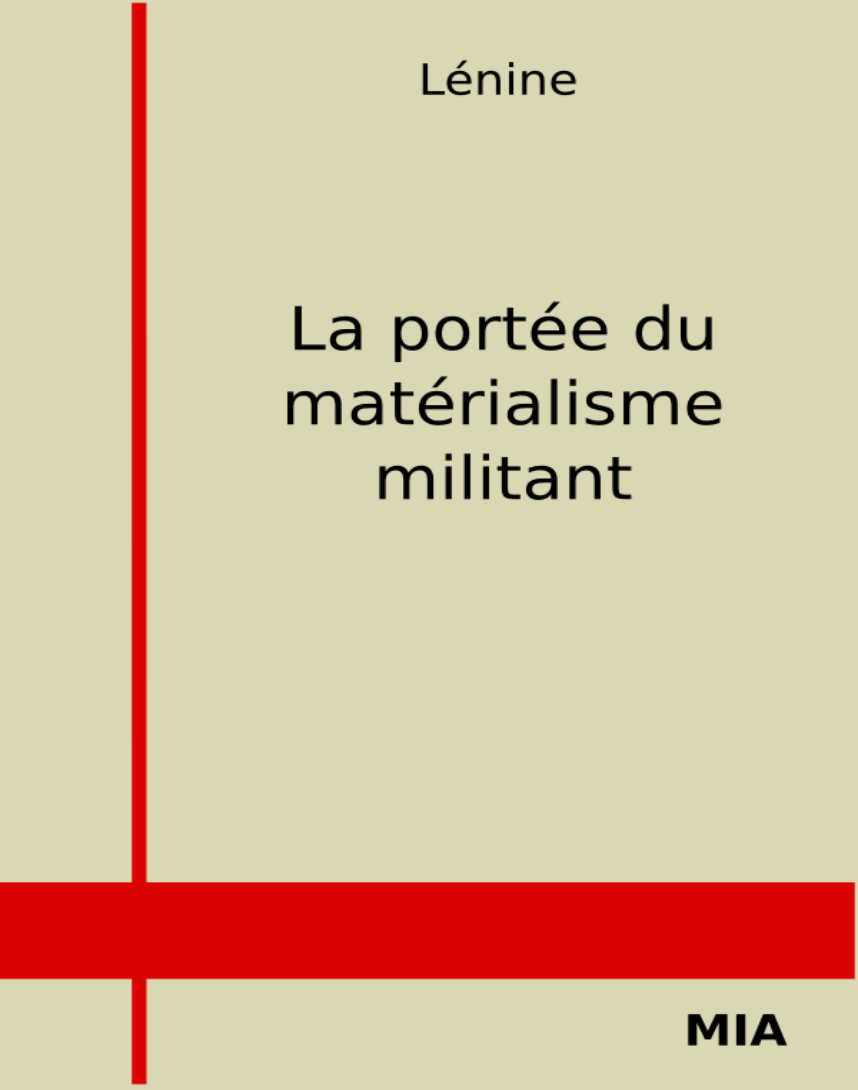 Lénine
La portée du
matérialisme
militant
MIA